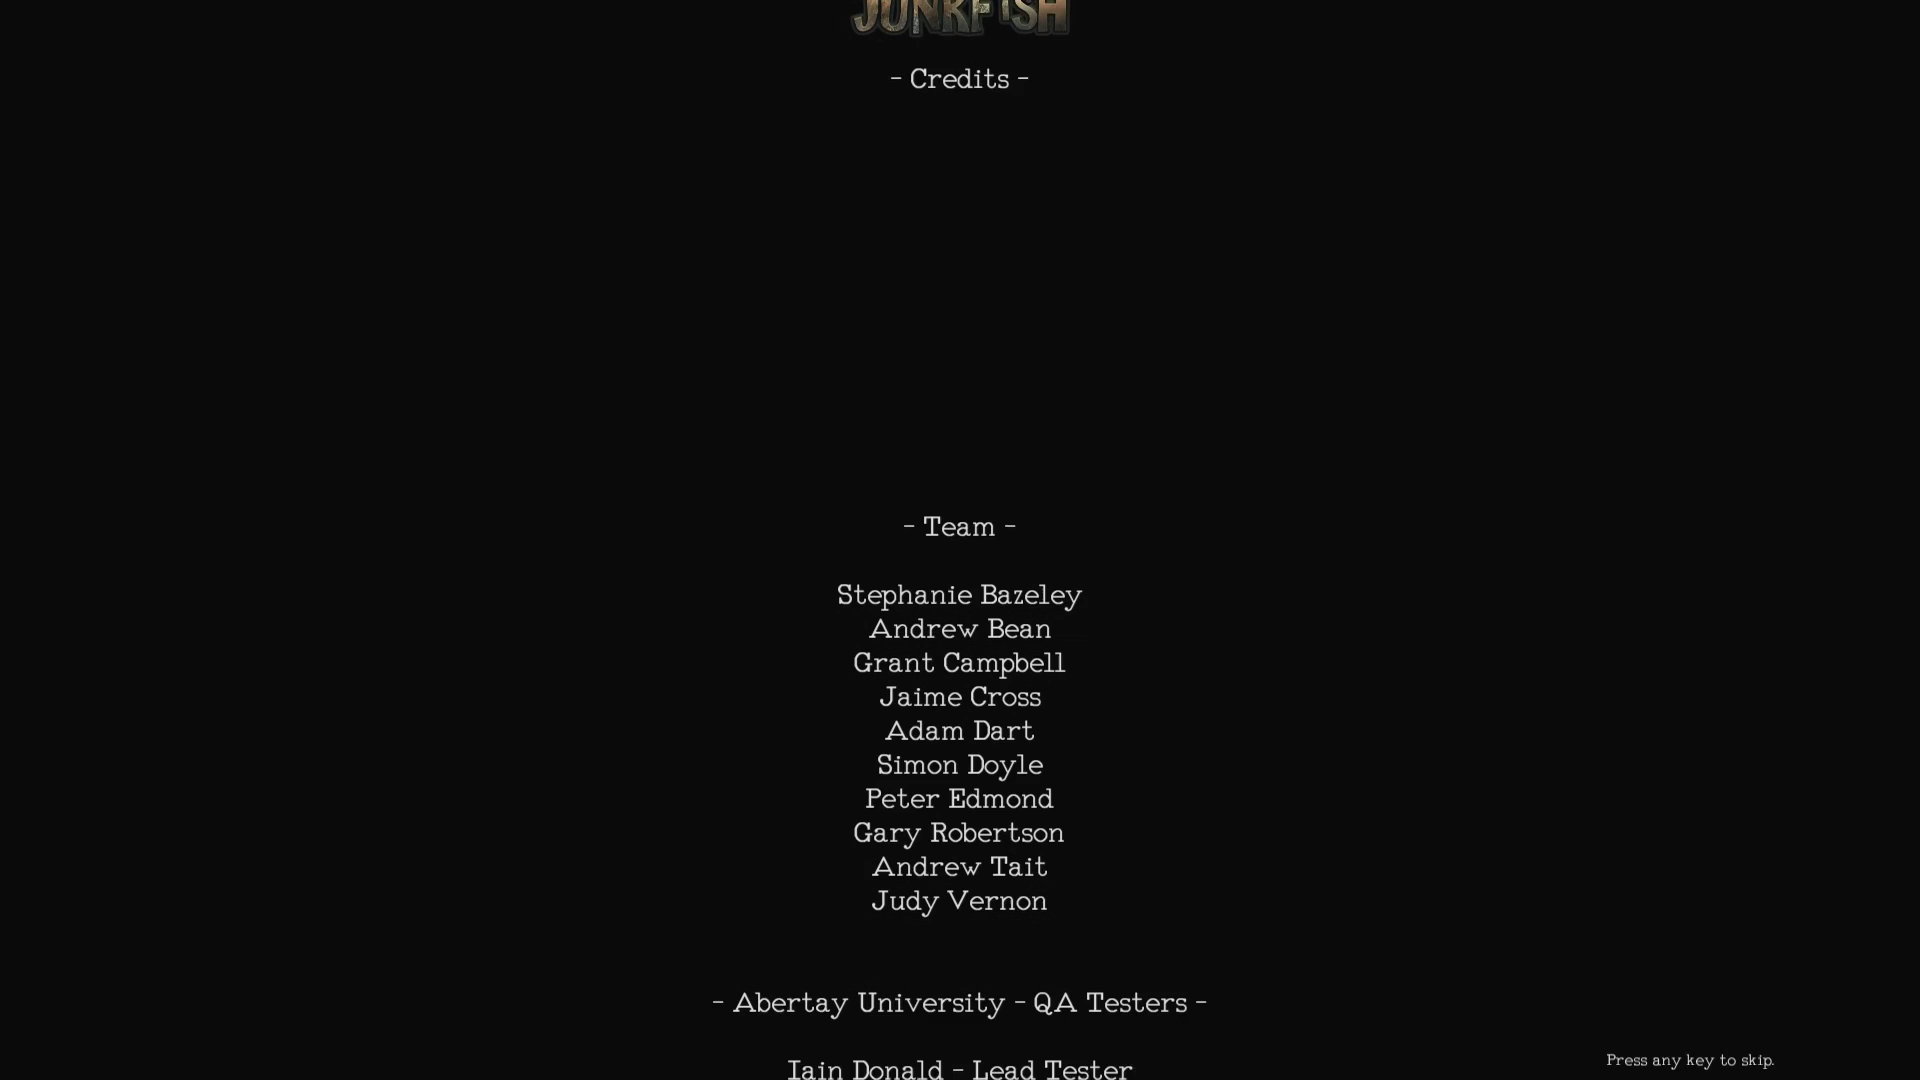 JUNKFISH
- Credits -
- Team -
Stephanie Bazeley
Andrew Bean
Grant Campbell
Jaime Cross
Adam Dart
Simon Doyle
Peter Edmond
Gary Robertson
Andrew Tait
Judy Vernon
- Abertay University - QA Testers -
Iain Donald - Lead Tester
Press any key to skip.